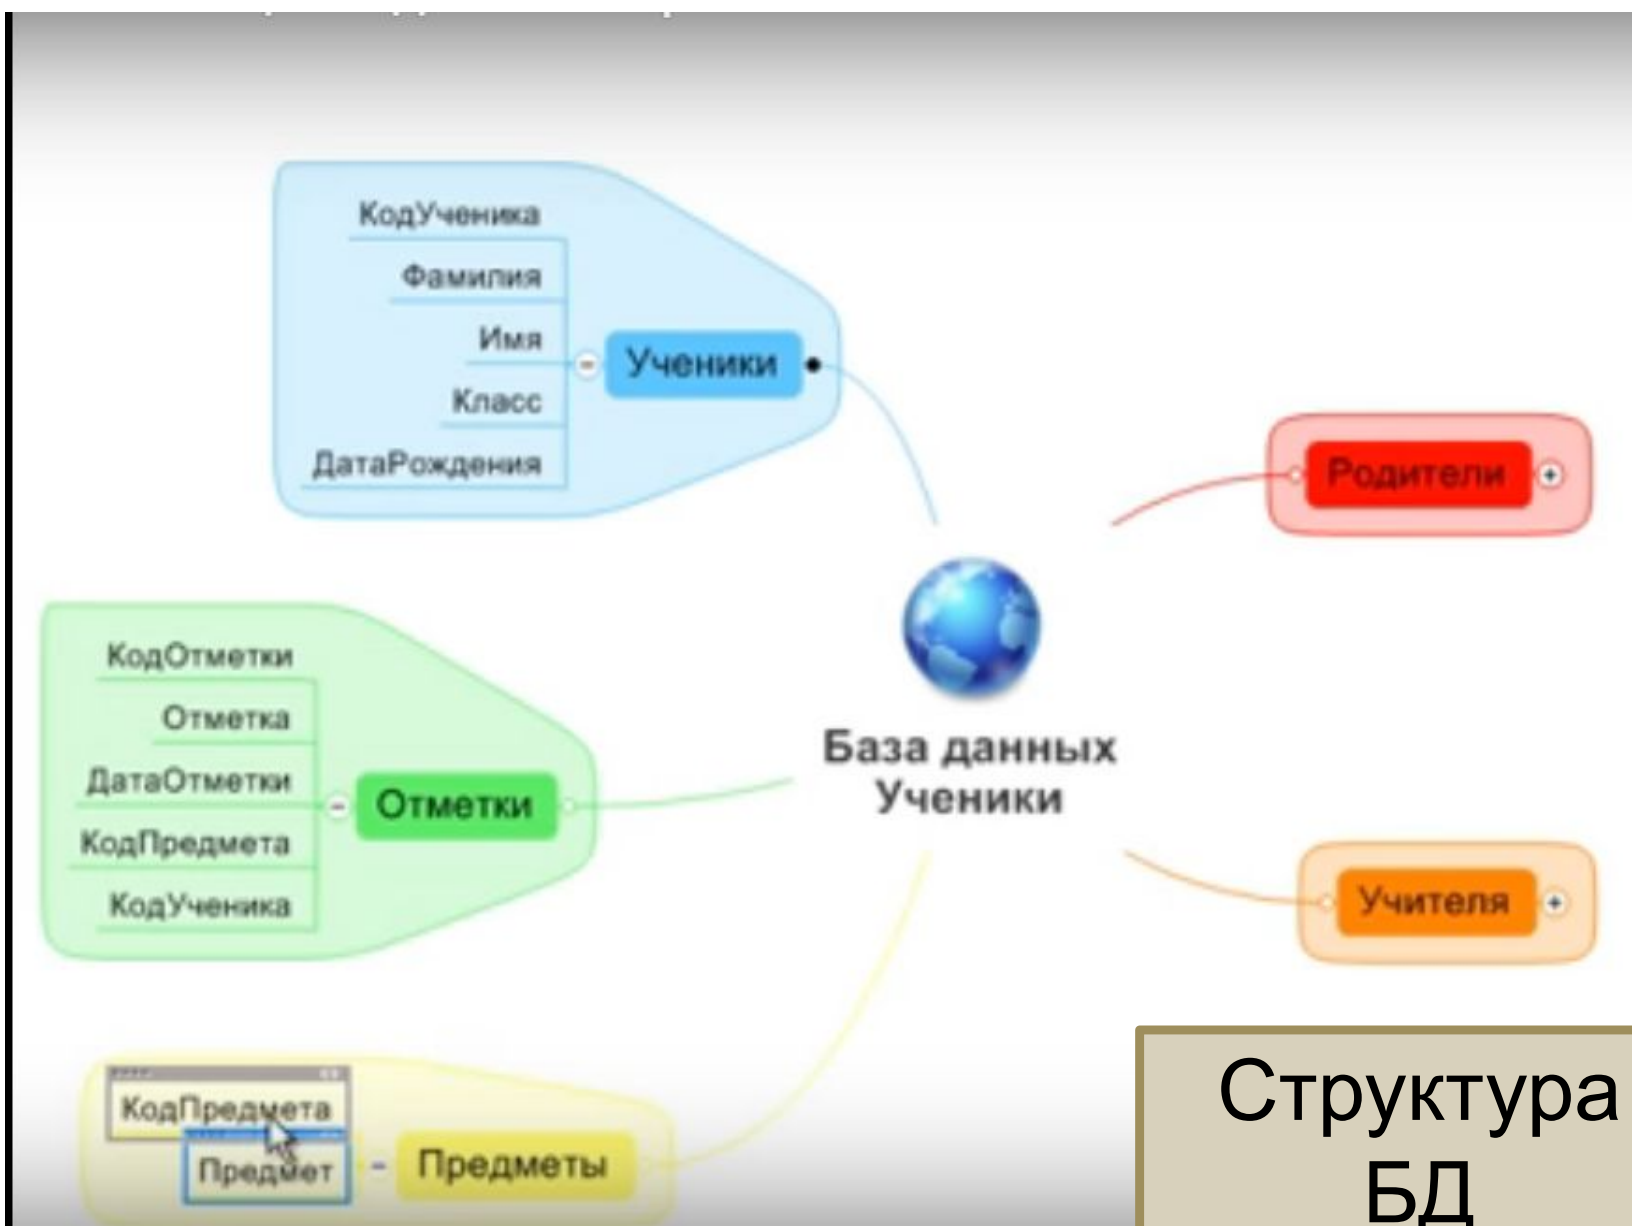 КодУченика
Фамилия
Имя
Класс
ДатаРождения
Ученики
Родители
КодОтметки
Отметка
ДатаОтметки
КодПредмета
КодУченика
Отметки
База данных
Ученики
Учителя
КодПредмета
Предмет
Предметы
Структура
БД